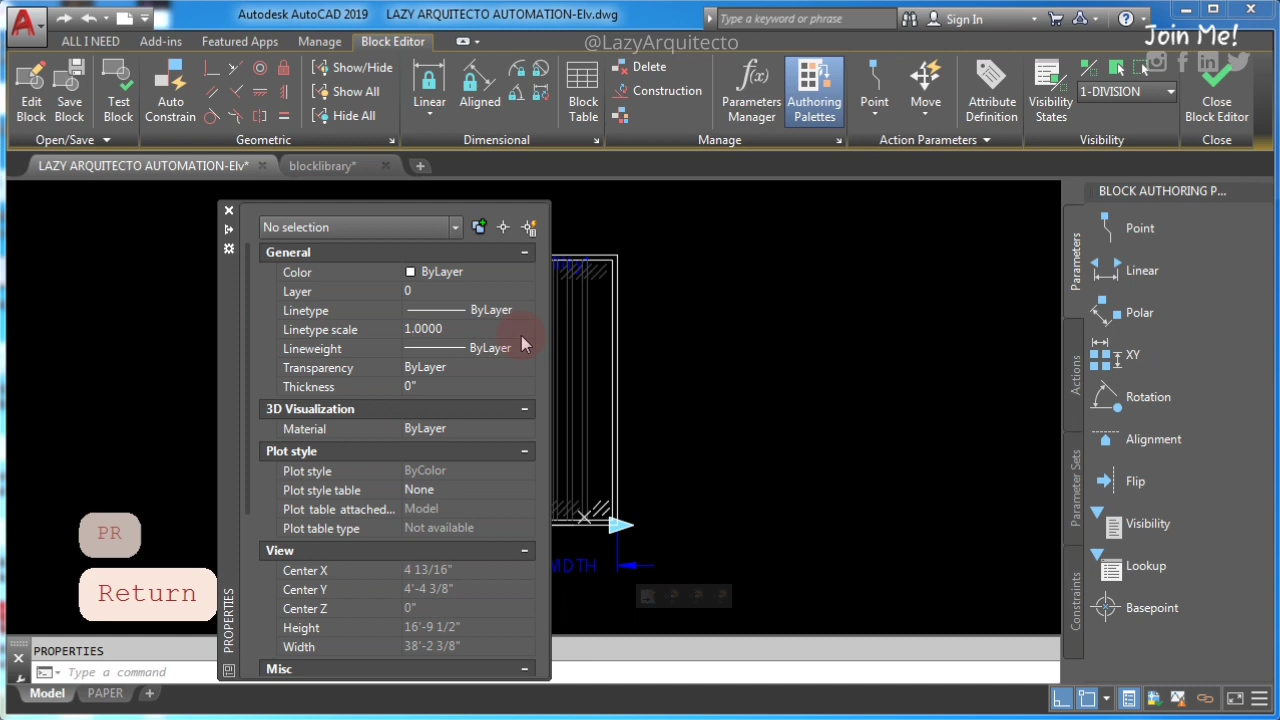 Autodesk AutoCAD 2019 LAZY ARQUITECTO AUTOMATION-Elv.dwg
Type a keyword or phrase
Sign In
ALL I NEED
Add-ins
Featured Apps
Manage
Block Editor
@LazyArquitecto
Join Me!
Edit
Block
Save
Block
Test
Block
Auto
Constrain
Show/Hide
Show All
Hide All
Linear
Aligned
Block
Table
Delete
Construction
Parameters
Manager
Authoring
Palettes
Point
Move
Attribute
Definition
Visibility
States
1-DIVISION
Close
Block Editor
Open/Save
Geometric
Dimensional
Manage
Action Parameters
Visibility
Close
LAZY ARQUITECTO AUTOMATION-Elv*
blocklibrary*
No selection
General
Color ByLayer
Layer 0
Linetype ByLayer
Linetype scale 1.0000
Lineweight ByLayer
Transparency ByLayer
Thickness 0"
3D Visualization
Material ByLayer
Plot style
Plot style ByColor
Plot style table None
Plot table attached... Model
Plot table type Not available
View
Center X 4 13/16"
Center Y 4'-4 3/8"
Center Z 0"
Height 16'-9 1/2"
Width 38'-2 3/8"
Misc
PROPERTIES
PR
Return
BLOCK AUTHORING P...
Parameters
Actions
Parameter Sets
Constraints
Point
Linear
Polar
XY
Rotation
Alignment
Flip
Visibility
Lookup
Basepoint
PROPERTIES
Type a command
Model
PAPER